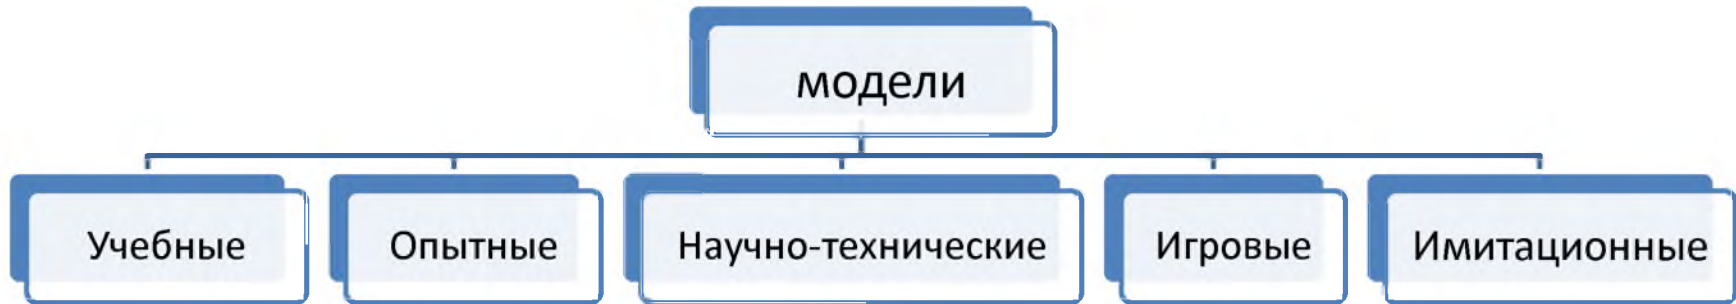 модели
Учебные
Опытные
Научно-технические
Игровые
Имитационные